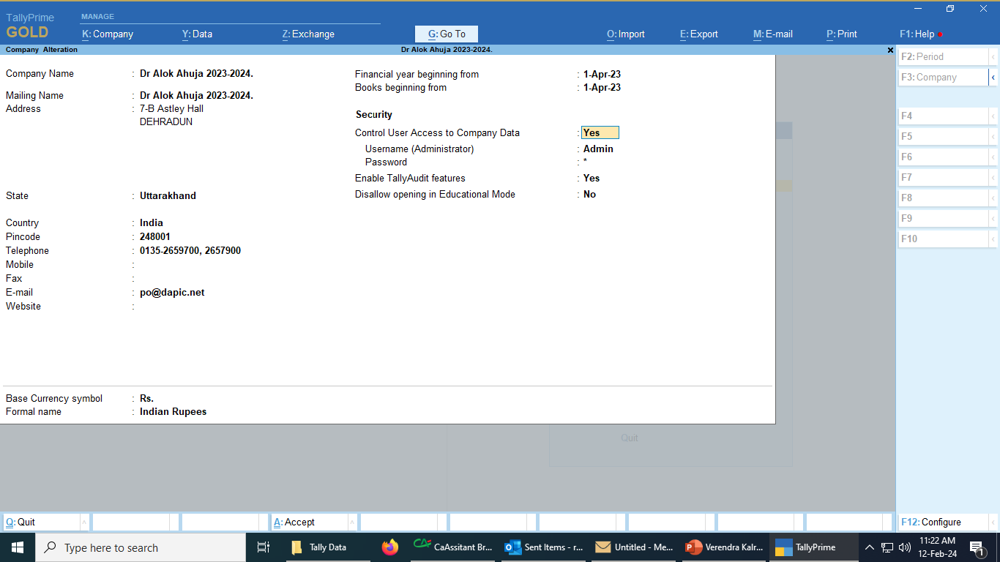 TallyPrime
GOLD
MANAGE
K: Company
Y: Data
Z: Exchange
G: Go To
O: Import
E: Export
M: E-mail
P: Print
F1: Help
Company Alteration
Dr Alok Ahuja 2023-2024.
Company Name : Dr Alok Ahuja 2023-2024.
Mailing Name : Dr Alok Ahuja 2023-2024.
Address : 7-B Astley Hall
DEHRADUN
State : Uttarakhand
Country : India
Pincode : 248001
Telephone : 0135-2659700, 2657900
Mobile :
Fax :
E-mail : po@dapic.net
Website :
Financial year beginning from : 1-Apr-23
Books beginning from : 1-Apr-23
Security
Control User Access to Company Data : Yes
Username (Administrator) : Admin
Password : *
Enable TallyAudit features : Yes
Disallow opening in Educational Mode : No
Base Currency symbol : Rs.
Formal name : Indian Rupees
Quit
F2: Period
F3: Company
F4
F5
F6
F7
F8
F9
F10
Q: Quit
A: Accept
F12: Configure
Type here to search
Tally Data
CaAssitant Br...
Sent Items - r...
Untitled - Me...
Verendra Kalr...
TallyPrime
11:22 AM
12-Feb-24
1